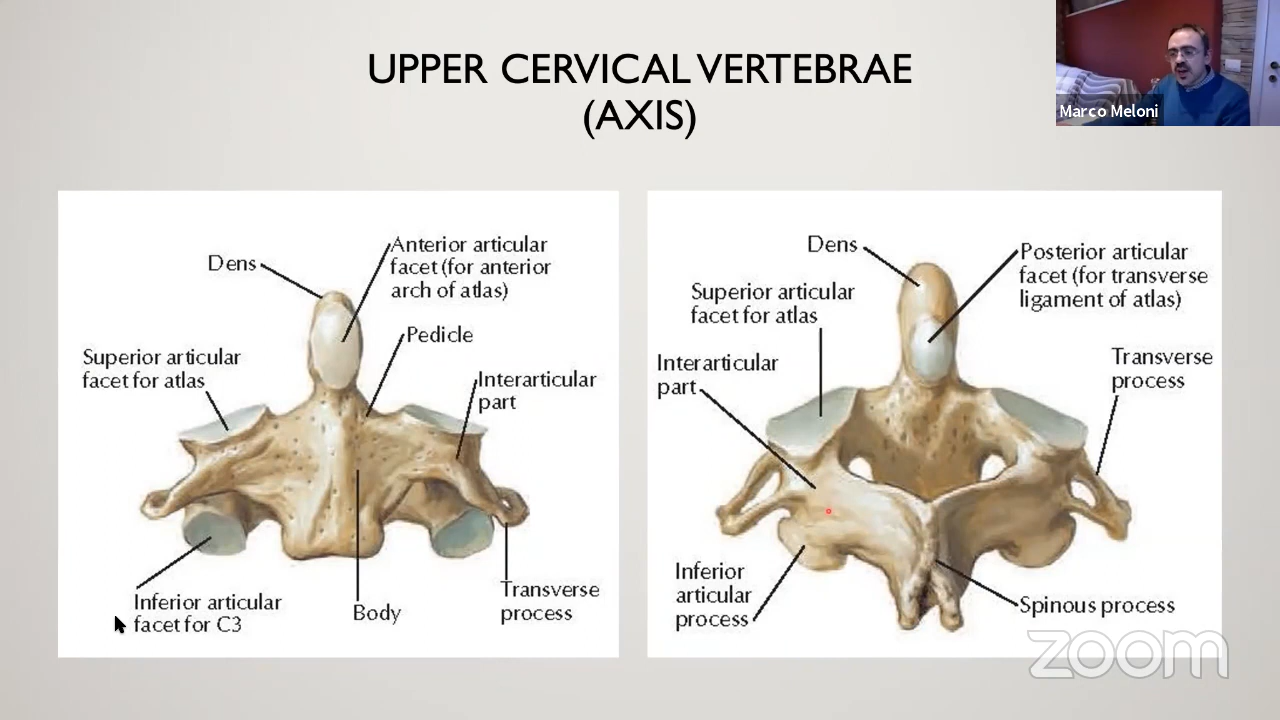 UPPER CERVICAL VERTEBRAE
(AXIS)
Marco Meloni
Dens
Anterior articular
facet (for anterior
arch of atlas)
Pedicle
Superior articular
facet for atlas
Interarticular
part
Inferior articular
facet for C3
Body
Transverse
process
Dens
Posterior articular
facet (for transverse
ligament of atlas)
Superior articular
facet for atlas
Interarticular
part
Transverse
process
Inferior
articular
process
Spinous process
zoom